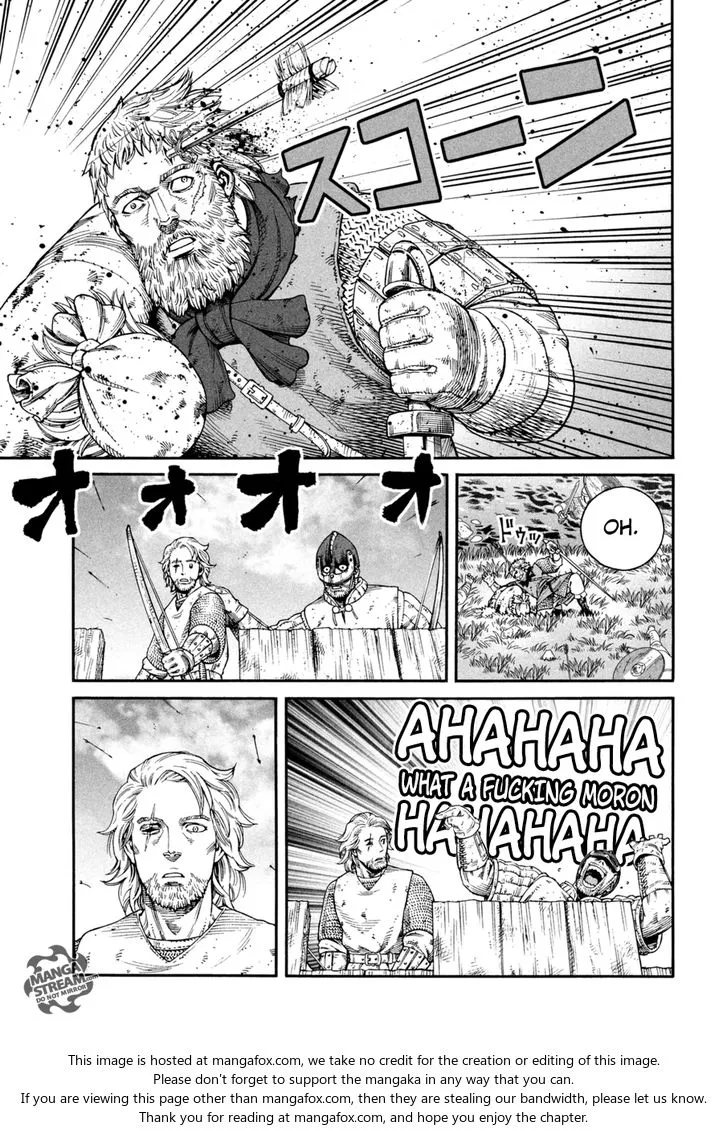 スコーン
オォオォ
OH.
ドゥッ
AHAHAHA
WHAT A FUCKING MORON
HAHAHAHA
MANGA
STREAM.com
DO NOT MIRROR!
This image is hosted at mangafox.com, we take no credit for the creation or editing of this image.
Please don't forget to support the mangaka in any way that you can.
If you are viewing this page other than mangafox.com, then they are stealing our bandwidth, please let us know.
Thank you for reading at mangafox.com, and hope you enjoy the chapter.